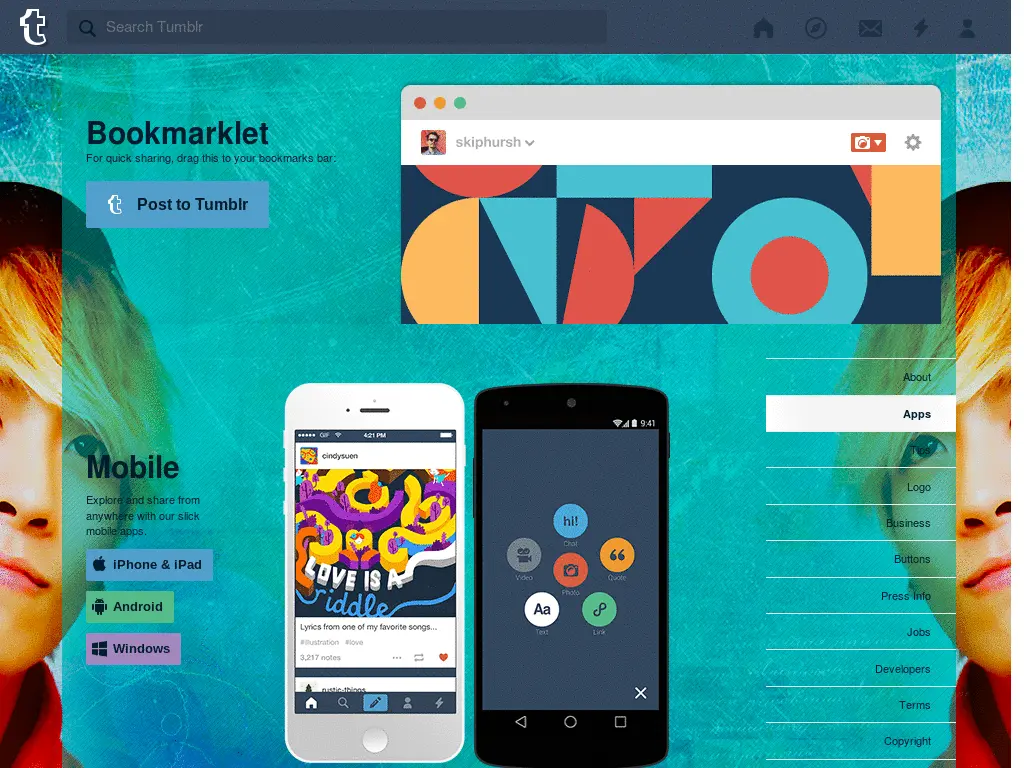 Search Tumblr
Bookmarklet
For quick sharing, drag this to your bookmarks bar:
Post to Tumblr
skiphursh
About
Apps
Tips
Logo
Business
Buttons
Press Info
Jobs
Developers
Terms
Copyright
Mobile
Explore and share from
anywhere with our slick
mobile apps.
iPhone & iPad
Android
Windows
GIF
4:21 PM
cindysuen
LOVE IS A
riddle
Lyrics from one of my favorite songs...
#illustration #love
3,217 notes
rustic-things
9:41
hi!
Chat
Video
Photo
Quote
Aa
Text
Link